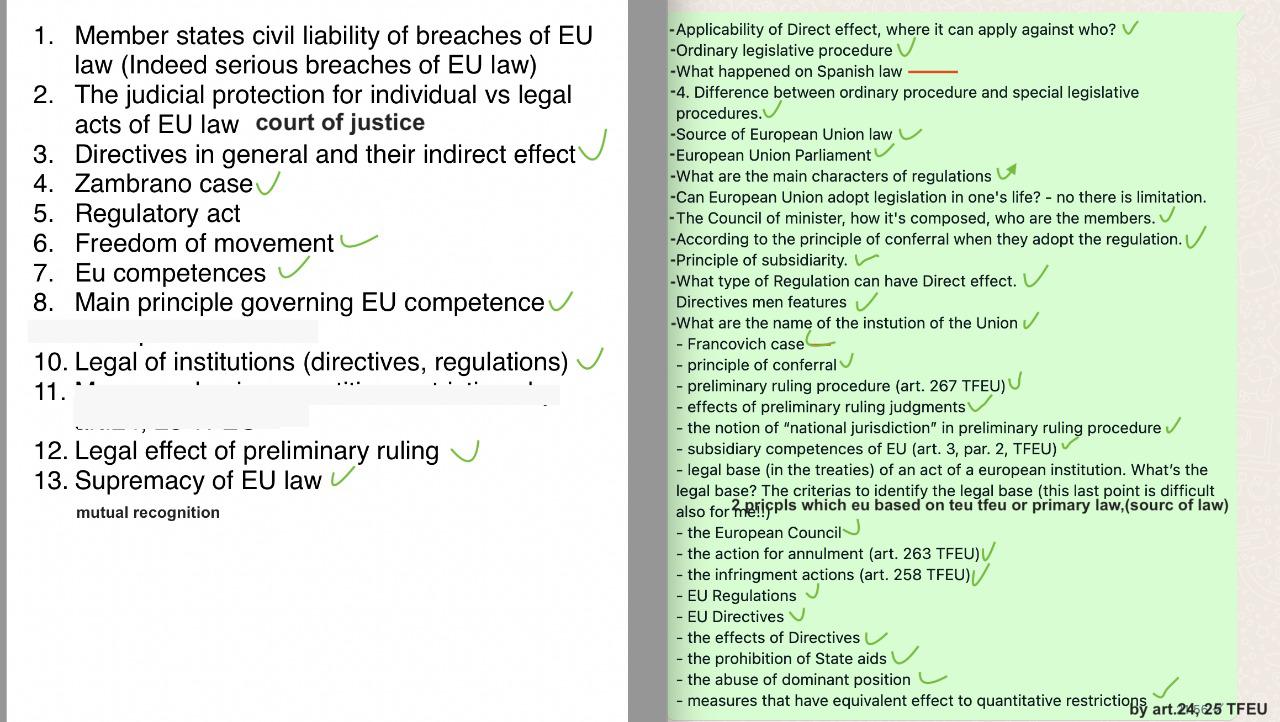 1. Member states civil liability of breaches of EU
law (Indeed serious breaches of EU law)
2. The judicial protection for individual vs legal
acts of EU law court of justice
3. Directives in general and their indirect effect
4. Zambrano case
5. Regulatory act
6. Freedom of movement
7. Eu competences
8. Main principle governing EU competence
10. Legal of institutions (directives, regulations)
11.
12. Legal effect of preliminary ruling
13. Supremacy of EU law
mutual recognition
-Applicability of Direct effect, where it can apply against who?
-Ordinary legislative procedure
-What happened on Spanish law
-4. Difference between ordinary procedure and special legislative
procedures.
-Source of European Union law
-European Union Parliament
-What are the main characters of regulations
-Can European Union adopt legislation in one's life? - no there is limitation.
-The Council of minister, how it's composed, who are the members.
-According to the principle of conferral when they adopt the regulation.
-Principle of subsidiarity.
-What type of Regulation can have Direct effect.
Directives men features
-What are the name of the instution of the Union
- Francovich case
- principle of conferral
- preliminary ruling procedure (art. 267 TFEU)
- effects of preliminary ruling judgments
- the notion of “national jurisdiction” in preliminary ruling procedure
- subsidiary competences of EU (art. 3, par. 2, TFEU)
- legal base (in the treaties) of an act of a european institution. What's the
legal base? The criterias to identify the legal base (this last point is difficult
also for me!!)
2 pricpls which eu based on teu tfeu or primary law,(sourc of law)
- the European Council
- the action for annulment (art. 263 TFEU)
- the infringment actions (art. 258 TFEU)
- EU Regulations
- EU Directives
- the effects of Directives
- the prohibition of State aids
- the abuse of dominant position
- measures that have equivalent effect to quantitative restrictions
by art.24, 25 TFEU